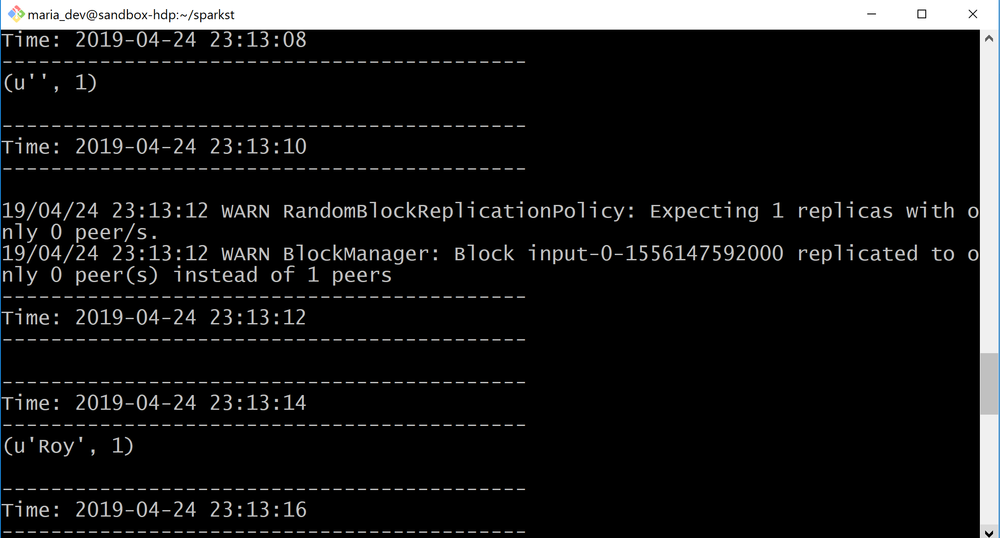 maria_dev@sandbox-hdp:~/sparkst
Time: 2019-04-24 23:13:08
-------------------------------------------
(u'', 1)
-------------------------------------------
Time: 2019-04-24 23:13:10
-------------------------------------------
19/04/24 23:13:12 WARN RandomBlockReplicationPolicy: Expecting 1 replicas with o
nly 0 peer/s.
19/04/24 23:13:12 WARN BlockManager: Block input-0-1556147592000 replicated to o
nly 0 peer(s) instead of 1 peers
-------------------------------------------
Time: 2019-04-24 23:13:12
-------------------------------------------
-------------------------------------------
Time: 2019-04-24 23:13:14
-------------------------------------------
(u'Roy', 1)
-------------------------------------------
Time: 2019-04-24 23:13:16
-------------------------------------------